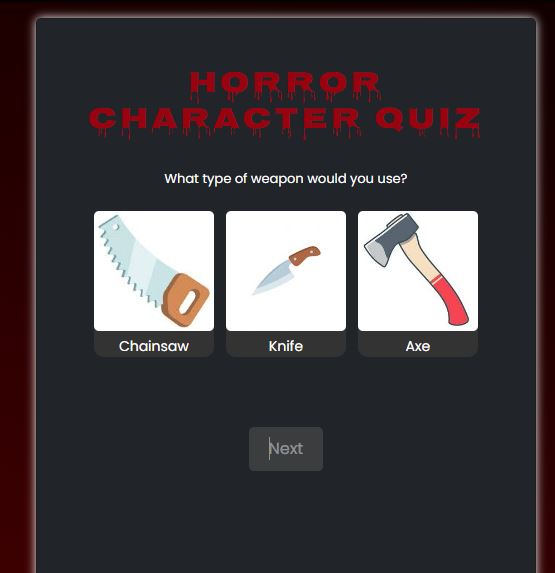 HORROR
CHARACTER QUIZ
What type of weapon would you use?
Chainsaw
Knife
Axe
Next